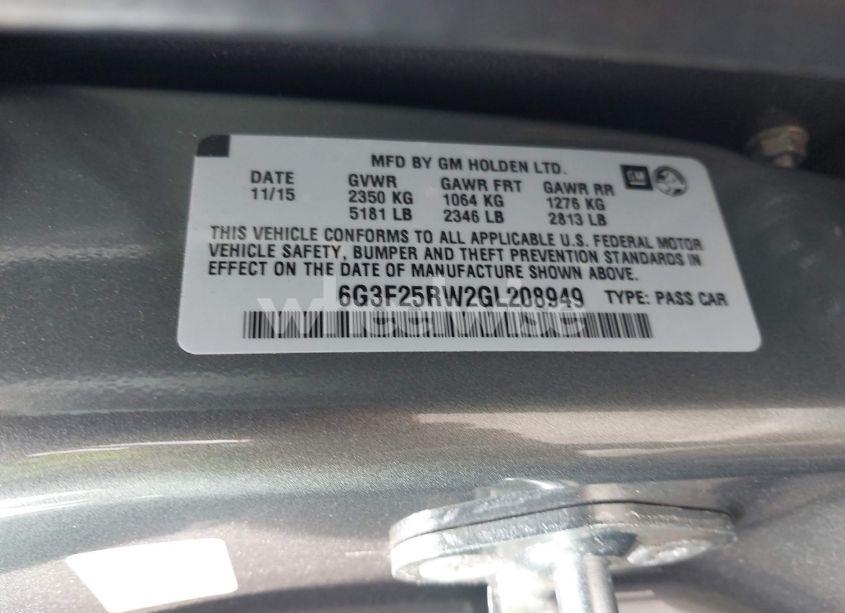 MFD BY GM HOLDEN LTD.
DATE GVWR GAWR FRT GAWR RR GM
11/15 2350 KG 1064 KG 1276 KG
5181 LB 2346 LB 2813 LB
THIS VEHICLE CONFORMS TO ALL APPLICABLE U.S. FEDERAL MOTOR
VEHICLE SAFETY, BUMPER AND THEFT PREVENTION STANDARDS IN
EFFECT ON THE DATE OF MANUFACTURE SHOWN ABOVE.
6G3F25RW2GL208949 TYPE: PASS CAR